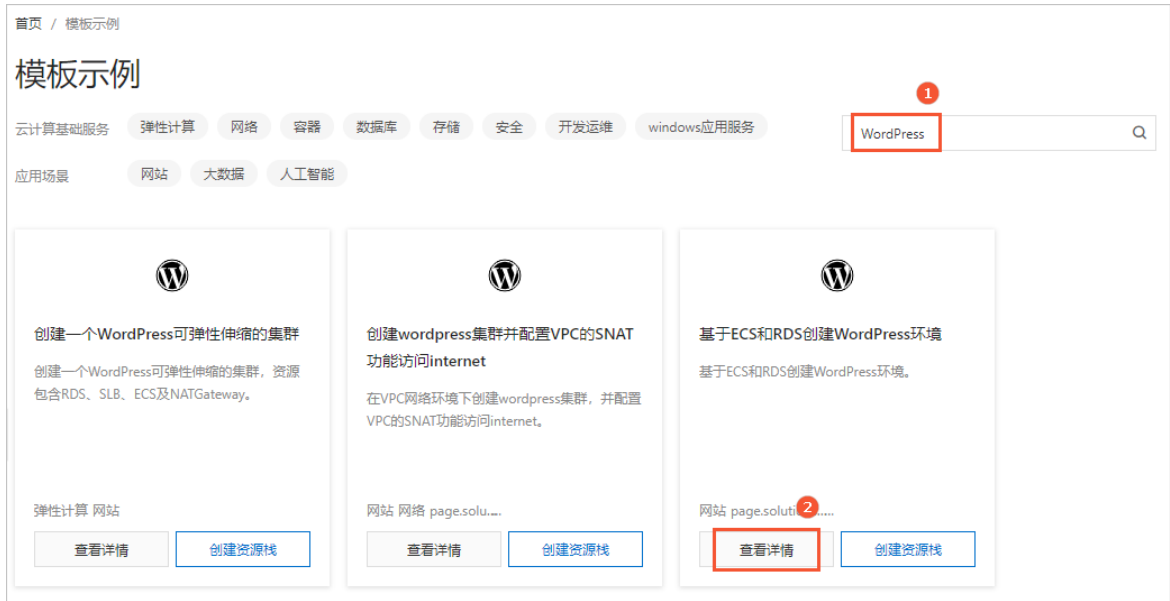 首页 / 模板示例
模板示例
1
云计算基础服务 弹性计算 网络 容器 数据库 存储 安全 开发运维 windows应用服务
WordPress
应用场景 网站 大数据 人工智能
创建一个WordPress可弹性伸缩的集群
创建一个WordPress可弹性伸缩的集群，资源
包含RDS、SLB、ECS及NATGateway。
弹性计算 网站
查看详情 创建资源栈
创建wordpress集群并配置VPC的SNAT
功能访问internet
在VPC网络环境下创建wordpress集群，并配置
VPC的SNAT功能访问internet。
网站 网络 page.solu....
查看详情 创建资源栈
基于ECS和RDS创建WordPress环境
基于ECS和RDS创建WordPress环境。
2
网站 page.soluti......
查看详情 创建资源栈